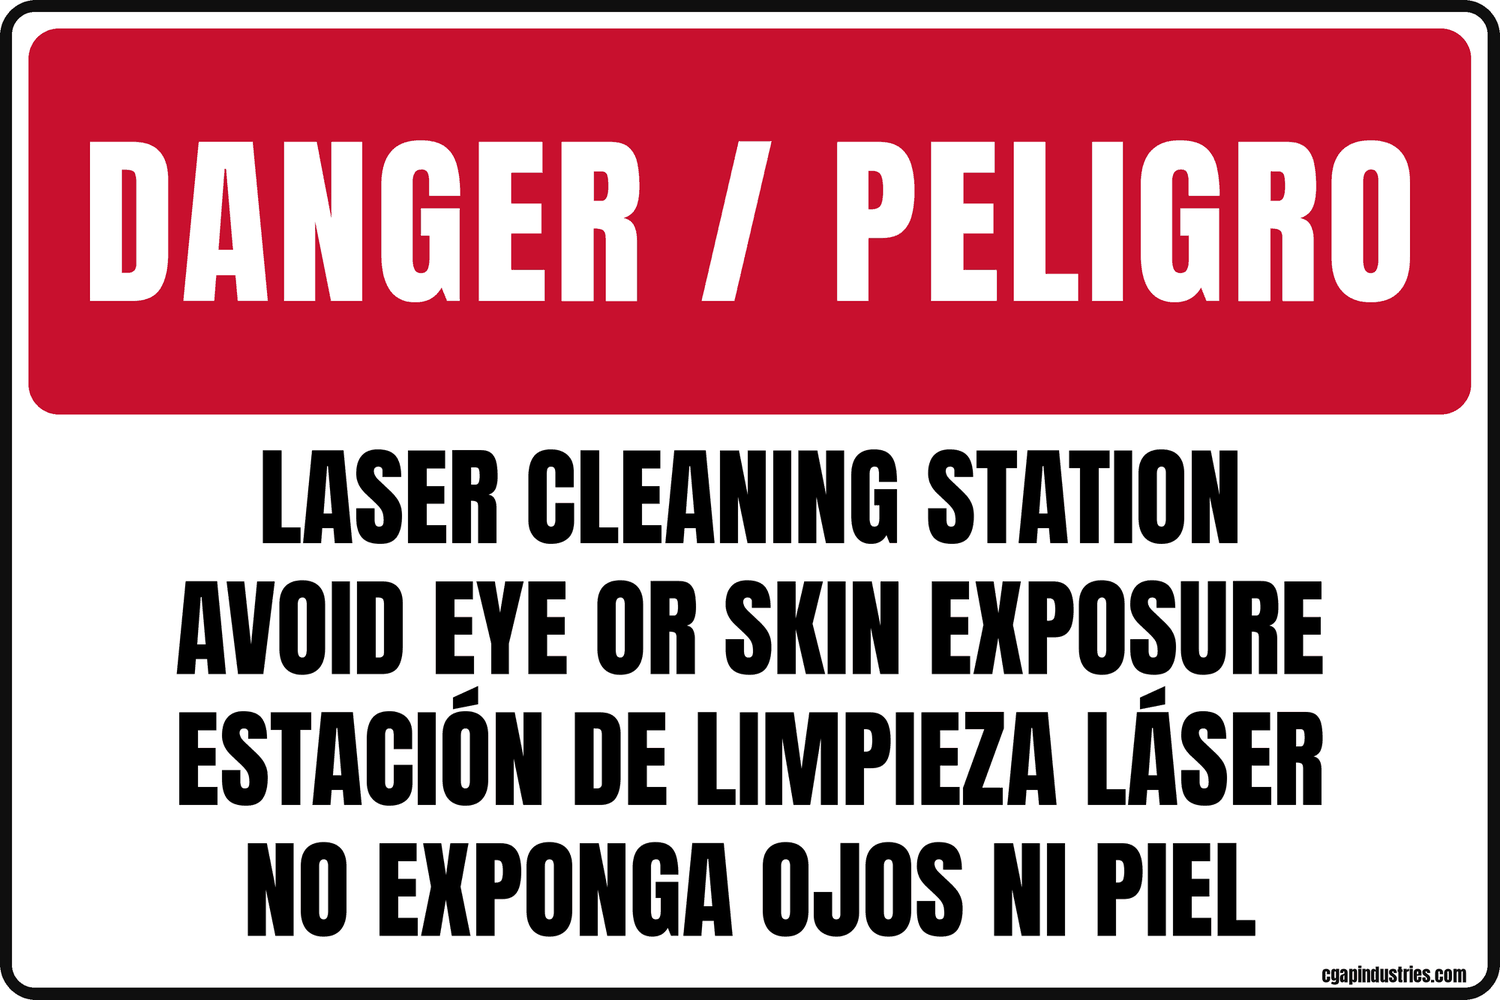 DANGER / PELIGRO
LASER CLEANING STATION
AVOID EYE OR SKIN EXPOSURE
ESTACIÓN DE LIMPIEZA LÁSER
NO EXPONGA OJOS NI PIEL
cgapindustries.com